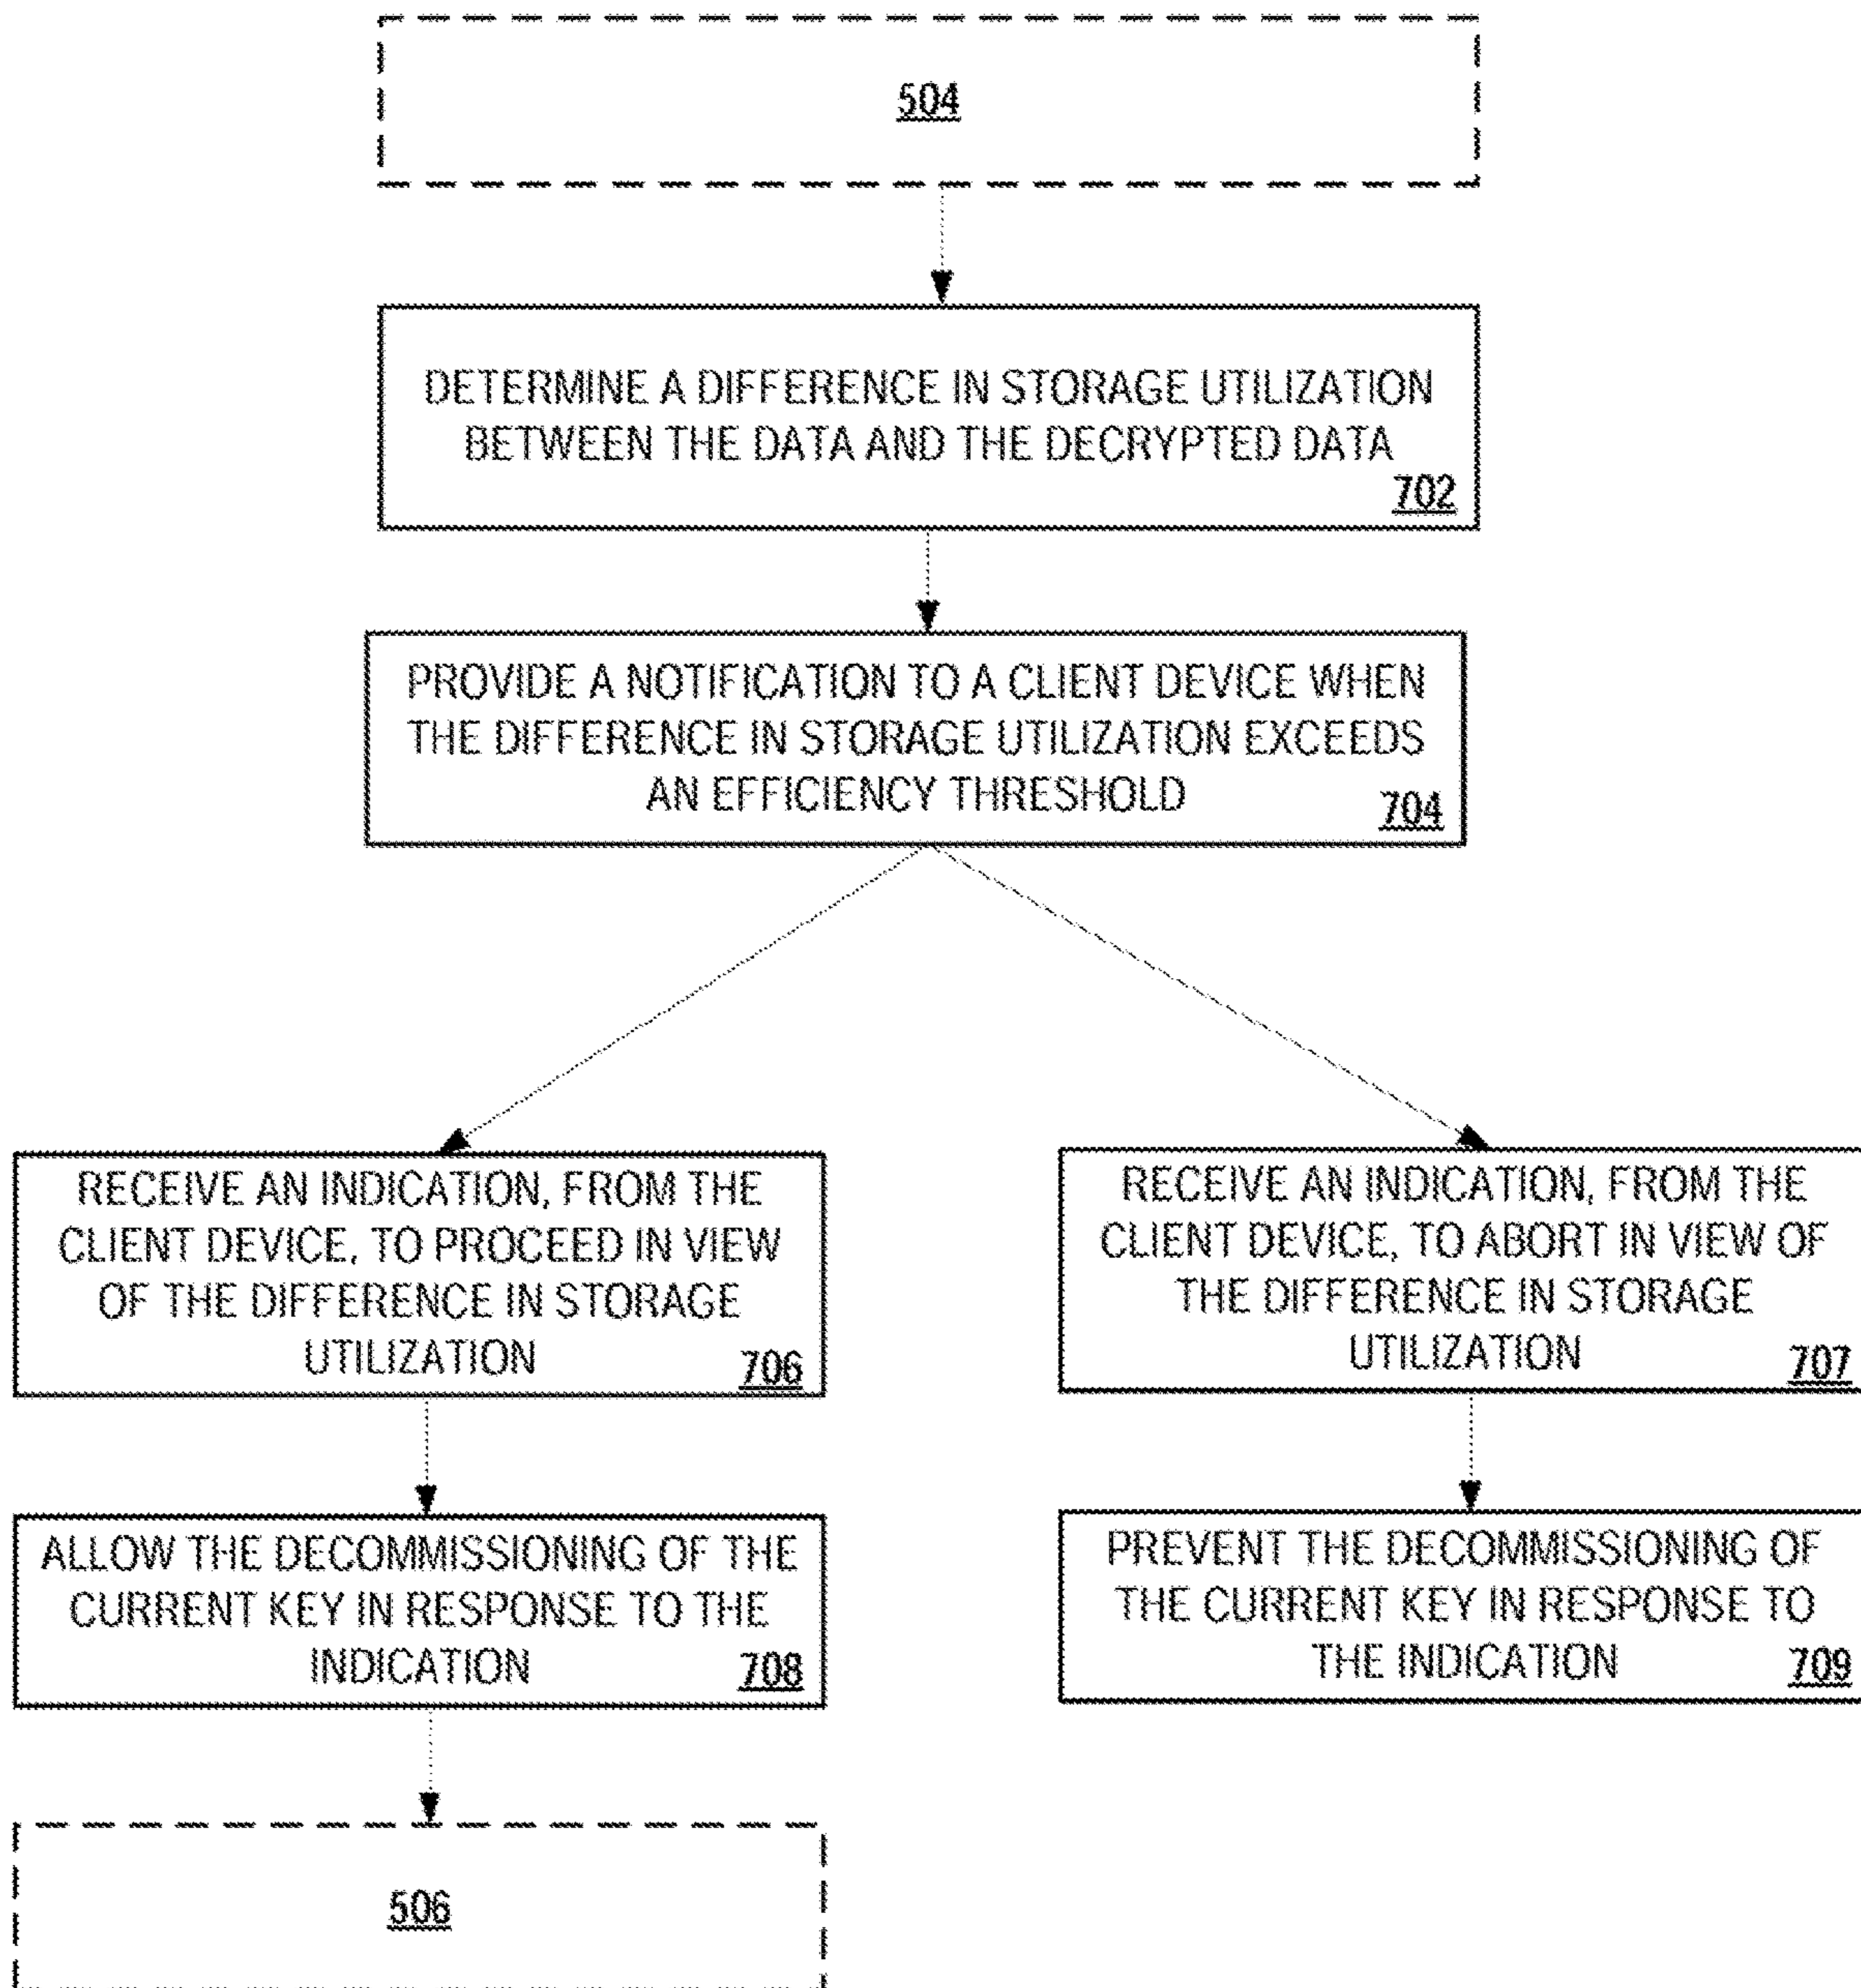 504
DETERMINE A DIFFERENCE IN STORAGE UTILIZATION
BETWEEN THE DATA AND THE DECRYPTED DATA
702
PROVIDE A NOTIFICATION TO A CLIENT DEVICE WHEN
THE DIFFERENCE IN STORAGE UTILIZATION EXCEEDS
AN EFFICIENCY THRESHOLD
704
RECEIVE AN INDICATION, FROM THE
CLIENT DEVICE, TO PROCEED IN VIEW
OF THE DIFFERENCE IN STORAGE
UTILIZATION
706
RECEIVE AN INDICATION, FROM THE
CLIENT DEVICE, TO ABORT IN VIEW OF
THE DIFFERENCE IN STORAGE
UTILIZATION
707
ALLOW THE DECOMMISSIONING OF THE
CURRENT KEY IN RESPONSE TO THE
INDICATION
708
PREVENT THE DECOMMISSIONING OF
THE CURRENT KEY IN RESPONSE TO
THE INDICATION
709
506